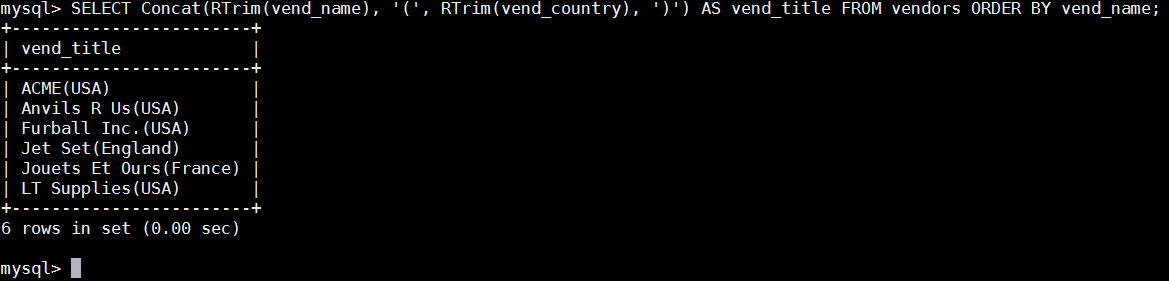 mysql> SELECT Concat(RTrim(vend_name), '(', RTrim(vend_country), ')') AS vend_title FROM vendors ORDER BY vend_name;
+------------------------+
| vend_title             |
+------------------------+
| ACME(USA)              |
| Anvils R Us(USA)       |
| Furball Inc.(USA)      |
| Jet Set(England)       |
| Jouets Et Ours(France) |
| LT Supplies(USA)       |
+------------------------+
6 rows in set (0.00 sec)
mysql>